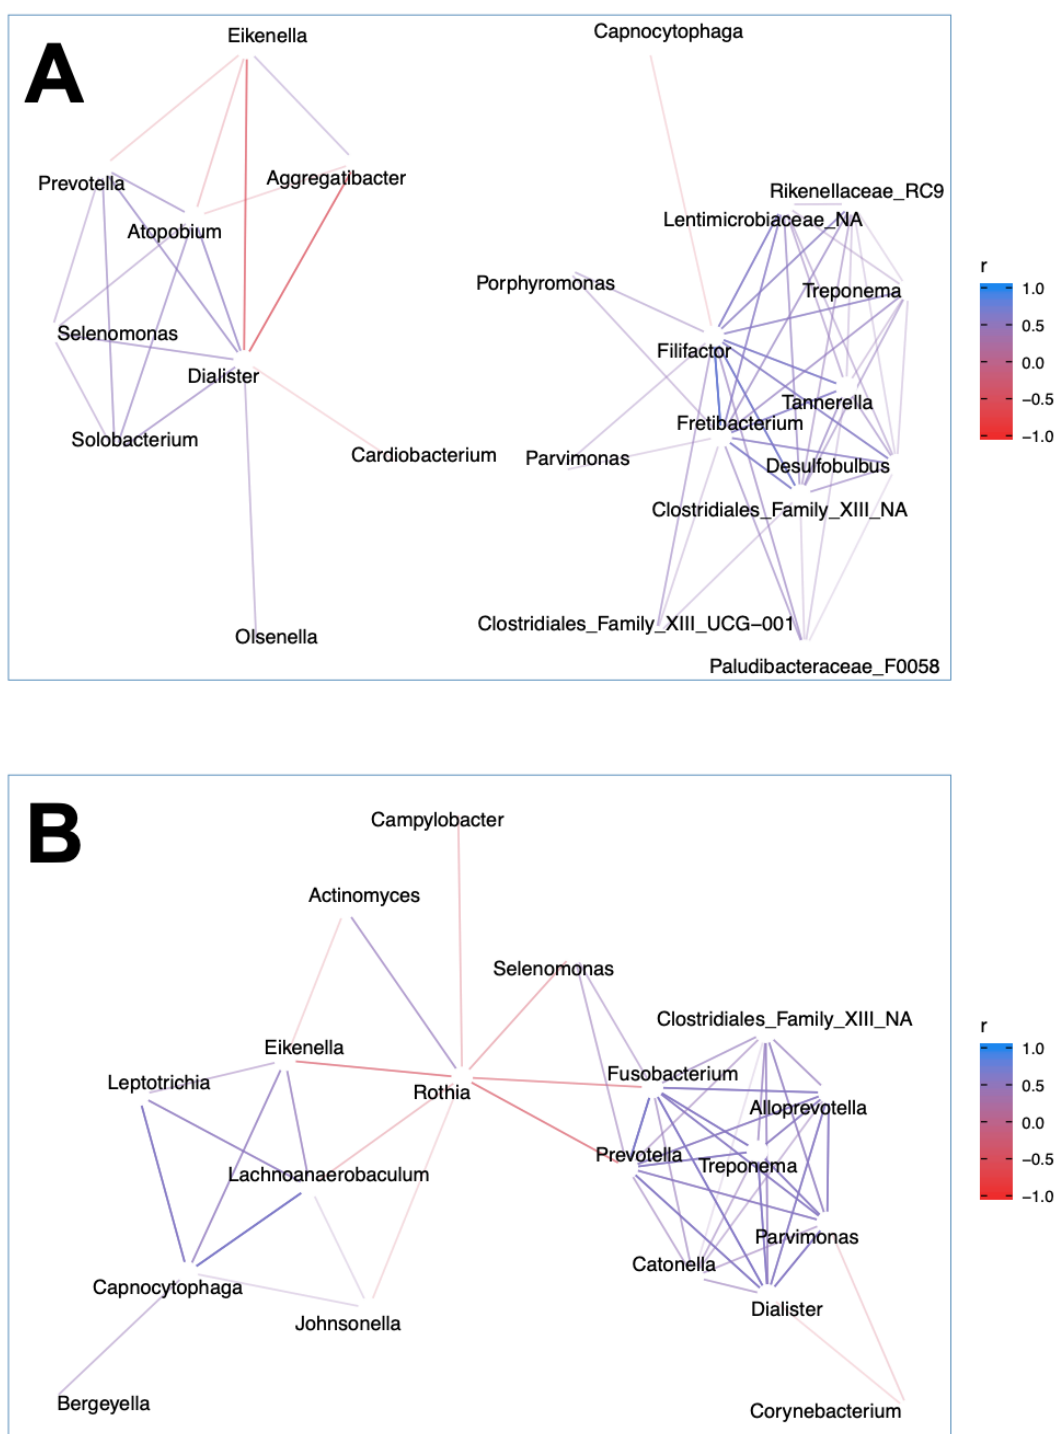 A
Eikenella
Capnocytophaga
Prevotella
Aggregatibacter
Rikenellaceae_RC9
Lentimicrobiaceae_NA
Atopobium
Porphyromonas
Treponema
Selenomonas
Filifactor
Dialister
Tannerella
Fretibacterium
Solobacterium
Cardiobacterium
Parvimonas
Desulfobulbus
Clostridiales_Family_XIII_NA
Olsenella
Clostridiales_Family_XIII_UCG−001
Paludibacteraceae_F0058
r
1.0
0.5
0.0
−0.5
−1.0
B
Campylobacter
Actinomyces
Selenomonas
Clostridiales_Family_XIII_NA
Eikenella
Leptotrichia
Rothia
Fusobacterium
Alloprevotella
Prevotella
Treponema
Lachnoanaerobaculum
Parvimonas
Catonella
Capnocytophaga
Dialister
Johnsonella
Bergeyella
Corynebacterium
r
1.0
0.5
0.0
−0.5
−1.0